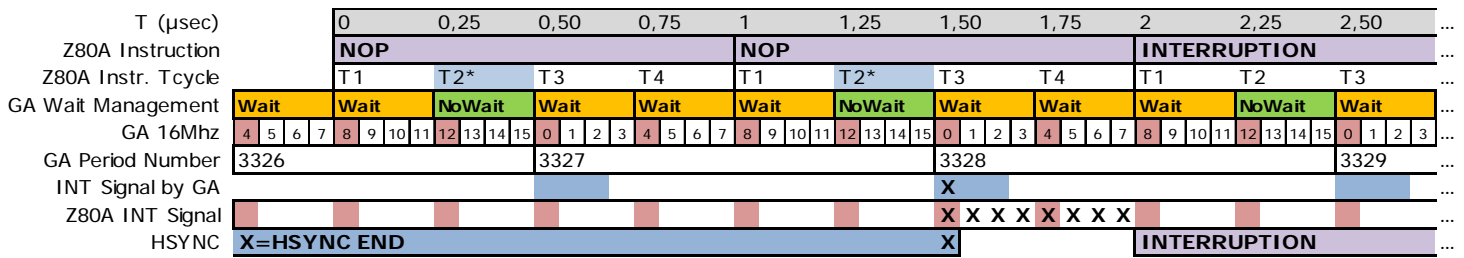 T (µsec) 0 0,25 0,50 0,75 1 1,25 1,50 1,75 2 2,25 2,50 ...
Z80A Instruction NOP NOP INTERRUPTION ...
Z80A Instr. Tcycle T1 T2* T3 T4 T1 T2* T3 T4 T1 T2 T3 ...
GA Wait Management Wait Wait NoWait Wait Wait Wait NoWait Wait Wait Wait NoWait Wait ...
GA 16Mhz 4 5 6 7 8 9 10 11 12 13 14 15 0 1 2 3 4 5 6 7 8 9 10 11 12 13 14 15 0 1 2 3 4 5 6 7 8 9 10 11 12 13 14 15 0 1 2 3 ...
GA Period Number 3326 3327 3328 3329 ...
INT Signal by GA X ...
Z80A INT Signal X X X X X X X X ...
HSYNC X=HSYNC END X INTERRUPTION ...